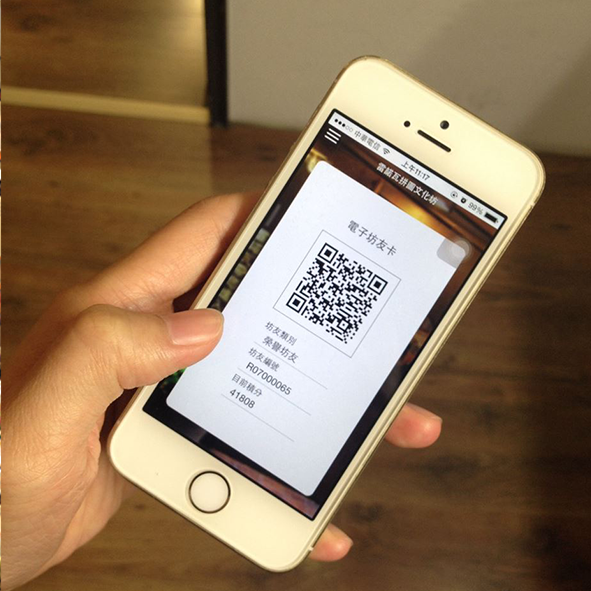 中華電信 上午11:17 99%
雷諾瓦拼圖文化坊
電子坊友卡
坊友類別
榮譽坊友
坊友編號
R07000065
目前積分
41808